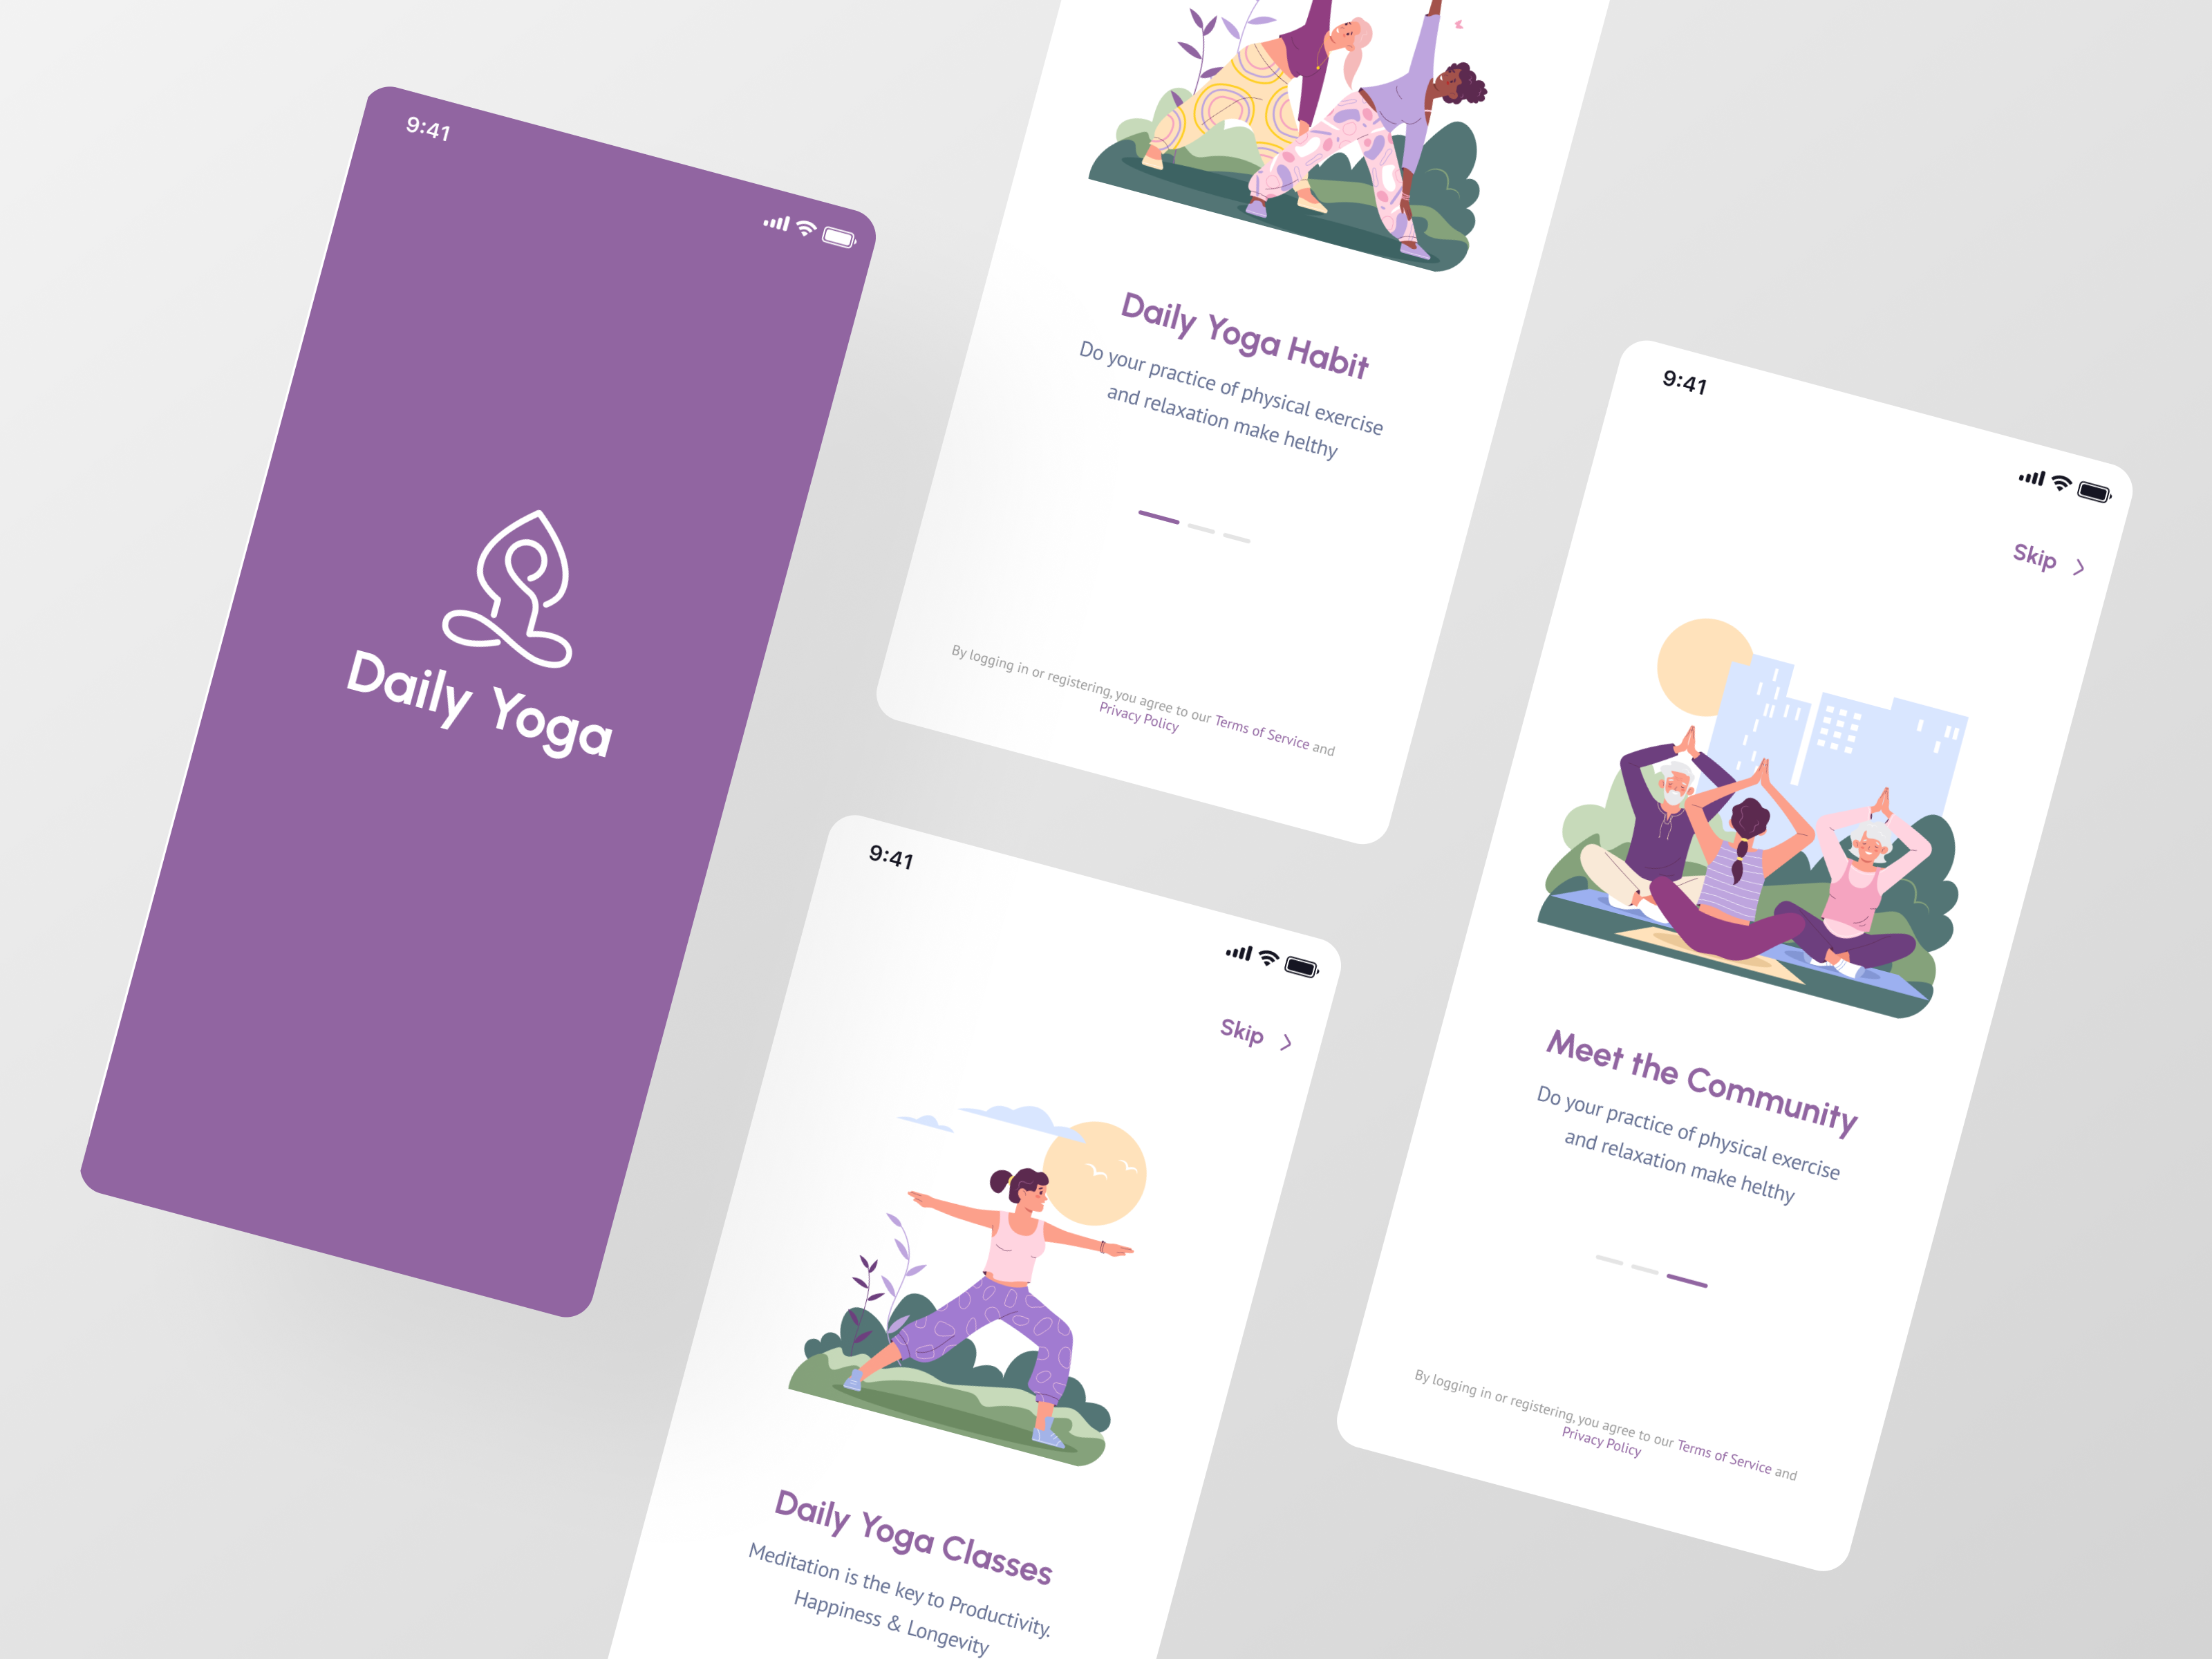 9:41
Daily Yoga
Daily Yoga Habit
Do your practice of physical exercise
and relaxation make helthy
By logging in or registering, you agree to our Terms of Service and
Privacy Policy
9:41
Skip
Daily Yoga Classes
Meditation is the key to Productivity.
Happiness & Longevity
9:41
Skip
Meet the Community
Do your practice of physical exercise
and relaxation make helthy
By logging in or registering, you agree to our Terms of Service and
Privacy Policy